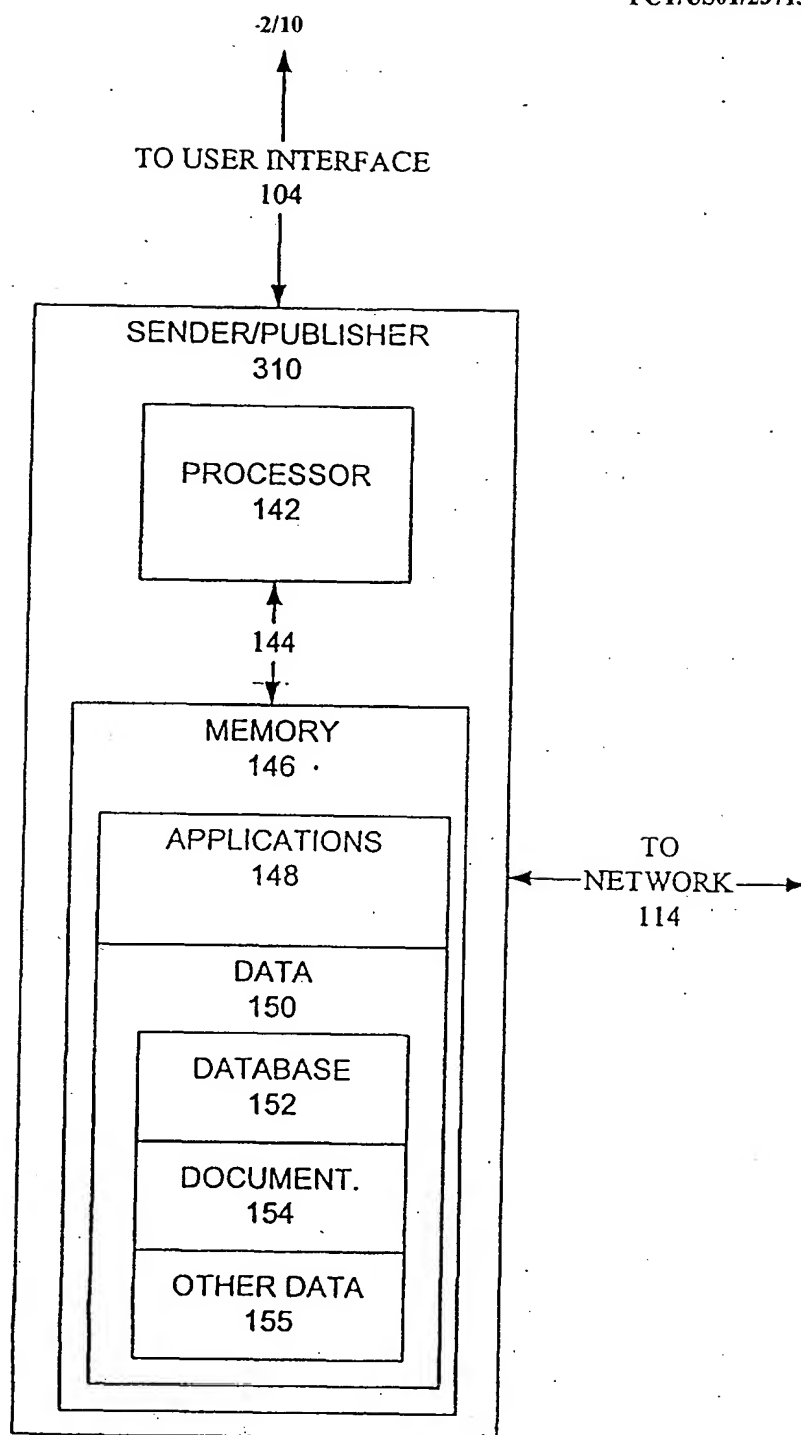 -2/10
TO USER INTERFACE
104
SENDER/PUBLISHER
310
PROCESSOR
142
144
MEMORY
146
APPLICATIONS
148
TO
NETWORK
114
DATA
150
DATABASE
152
DOCUMENT.
154
OTHER DATA
155